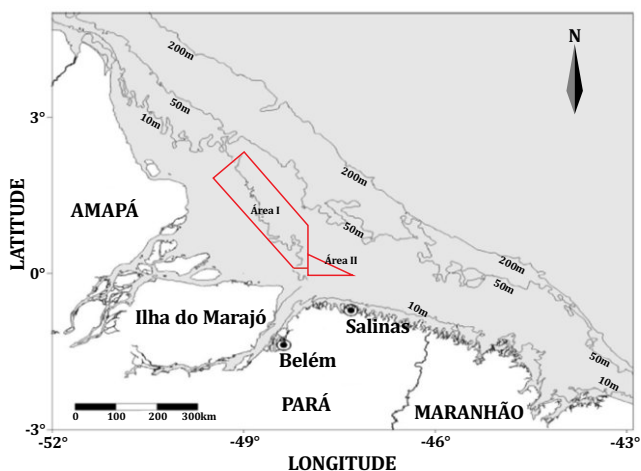 N
200m
50m
3°
10m
200m
AMAPÁ
Área I
50m
LATITUDE
Área II
200m
0°
50m
10m
Ilha do Marajó
Salinas
Belém
50m
10m
0 100 200 300km
PARÁ
MARANHÃO
-3°
-52° -49° -46° -43°
LONGITUDE